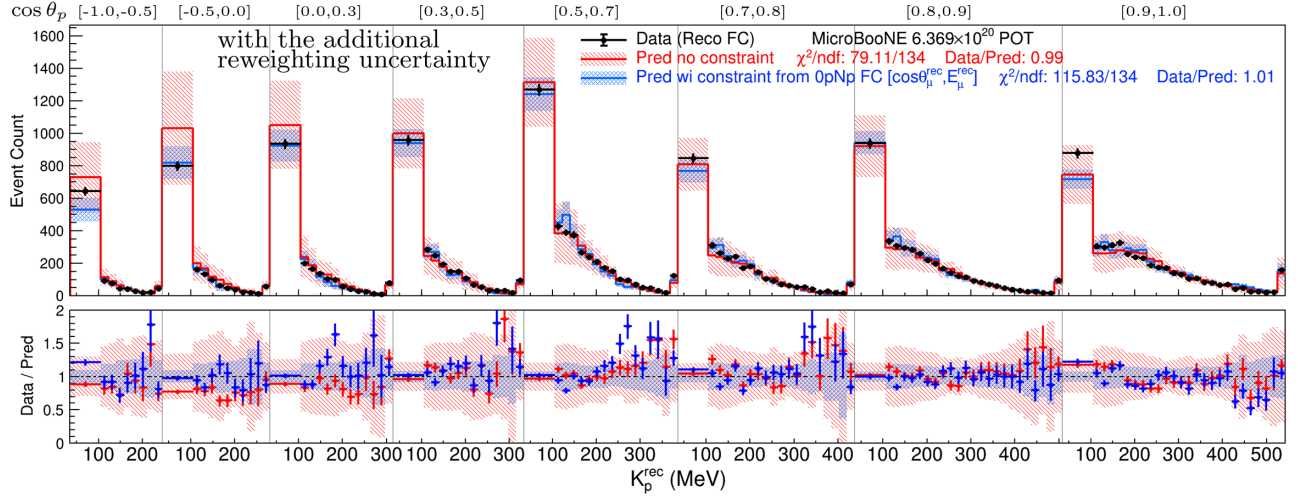 cos θ_p [-1.0,-0.5] [-0.5,0.0] [0.0,0.3] [0.3,0.5] [0.5,0.7] [0.7,0.8] [0.8,0.9] [0.9,1.0]
with the additional
reweighting uncertainty
Data (Reco FC) MicroBooNE 6.369×10²⁰ POT
Pred no constraint χ²/ndf: 79.11/134 Data/Pred: 0.99
Pred wi constraint from 0pNp FC [cosθ_μ^rec,E_μ^rec] χ²/ndf: 115.83/134 Data/Pred: 1.01
Event Count
1600
1400
1200
1000
800
600
400
200
0
Data / Pred
2
1.5
1
0.5
0
100 200 100 200 100 200 300 100 200 300 100 200 300 100 200 300 400 100 200 300 400 500 100 200 300 400 500
K_p^rec (MeV)